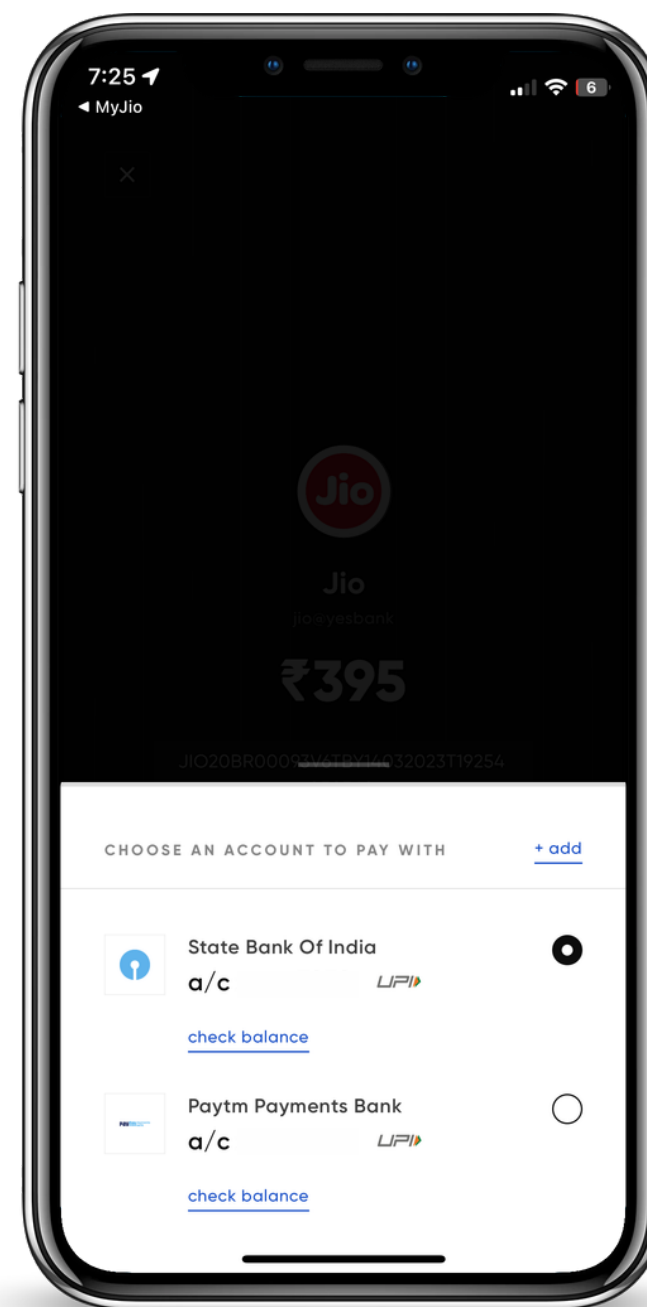 7:25
6
◀ MyJio
Jio
Jio
jio@yesbank
₹395
CHOOSE AN ACCOUNT TO PAY WITH
+ add
State Bank Of India
a/c
UPI
check balance
Paytm Payments Bank
a/c
UPI
check balance